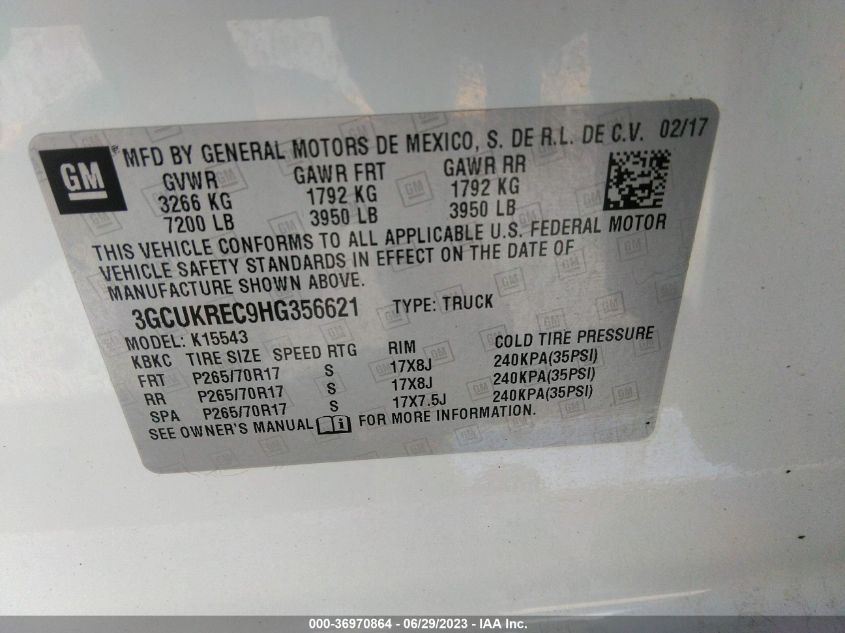 GM MFD BY GENERAL MOTORS DE MEXICO, S. DE R.L. DE C.V. 02/17
GVWR GAWR FRT GAWR RR
3266 KG 1792 KG 1792 KG
7200 LB 3950 LB 3950 LB
THIS VEHICLE CONFORMS TO ALL APPLICABLE U.S. FEDERAL MOTOR
VEHICLE SAFETY STANDARDS IN EFFECT ON THE DATE OF
MANUFACTURE SHOWN ABOVE.
3GCUKREC9HG356621 TYPE: TRUCK
MODEL: K15543
KBKC TIRE SIZE SPEED RTG RIM COLD TIRE PRESSURE
FRT P265/70R17 S 17X8J 240KPA(35PSI)
RR P265/70R17 S 17X8J 240KPA(35PSI)
SPA P265/70R17 S 17X7.5J 240KPA(35PSI)
SEE OWNER'S MANUAL FOR MORE INFORMATION.
000-36970864 / 06/29/2023 - IAA Inc.